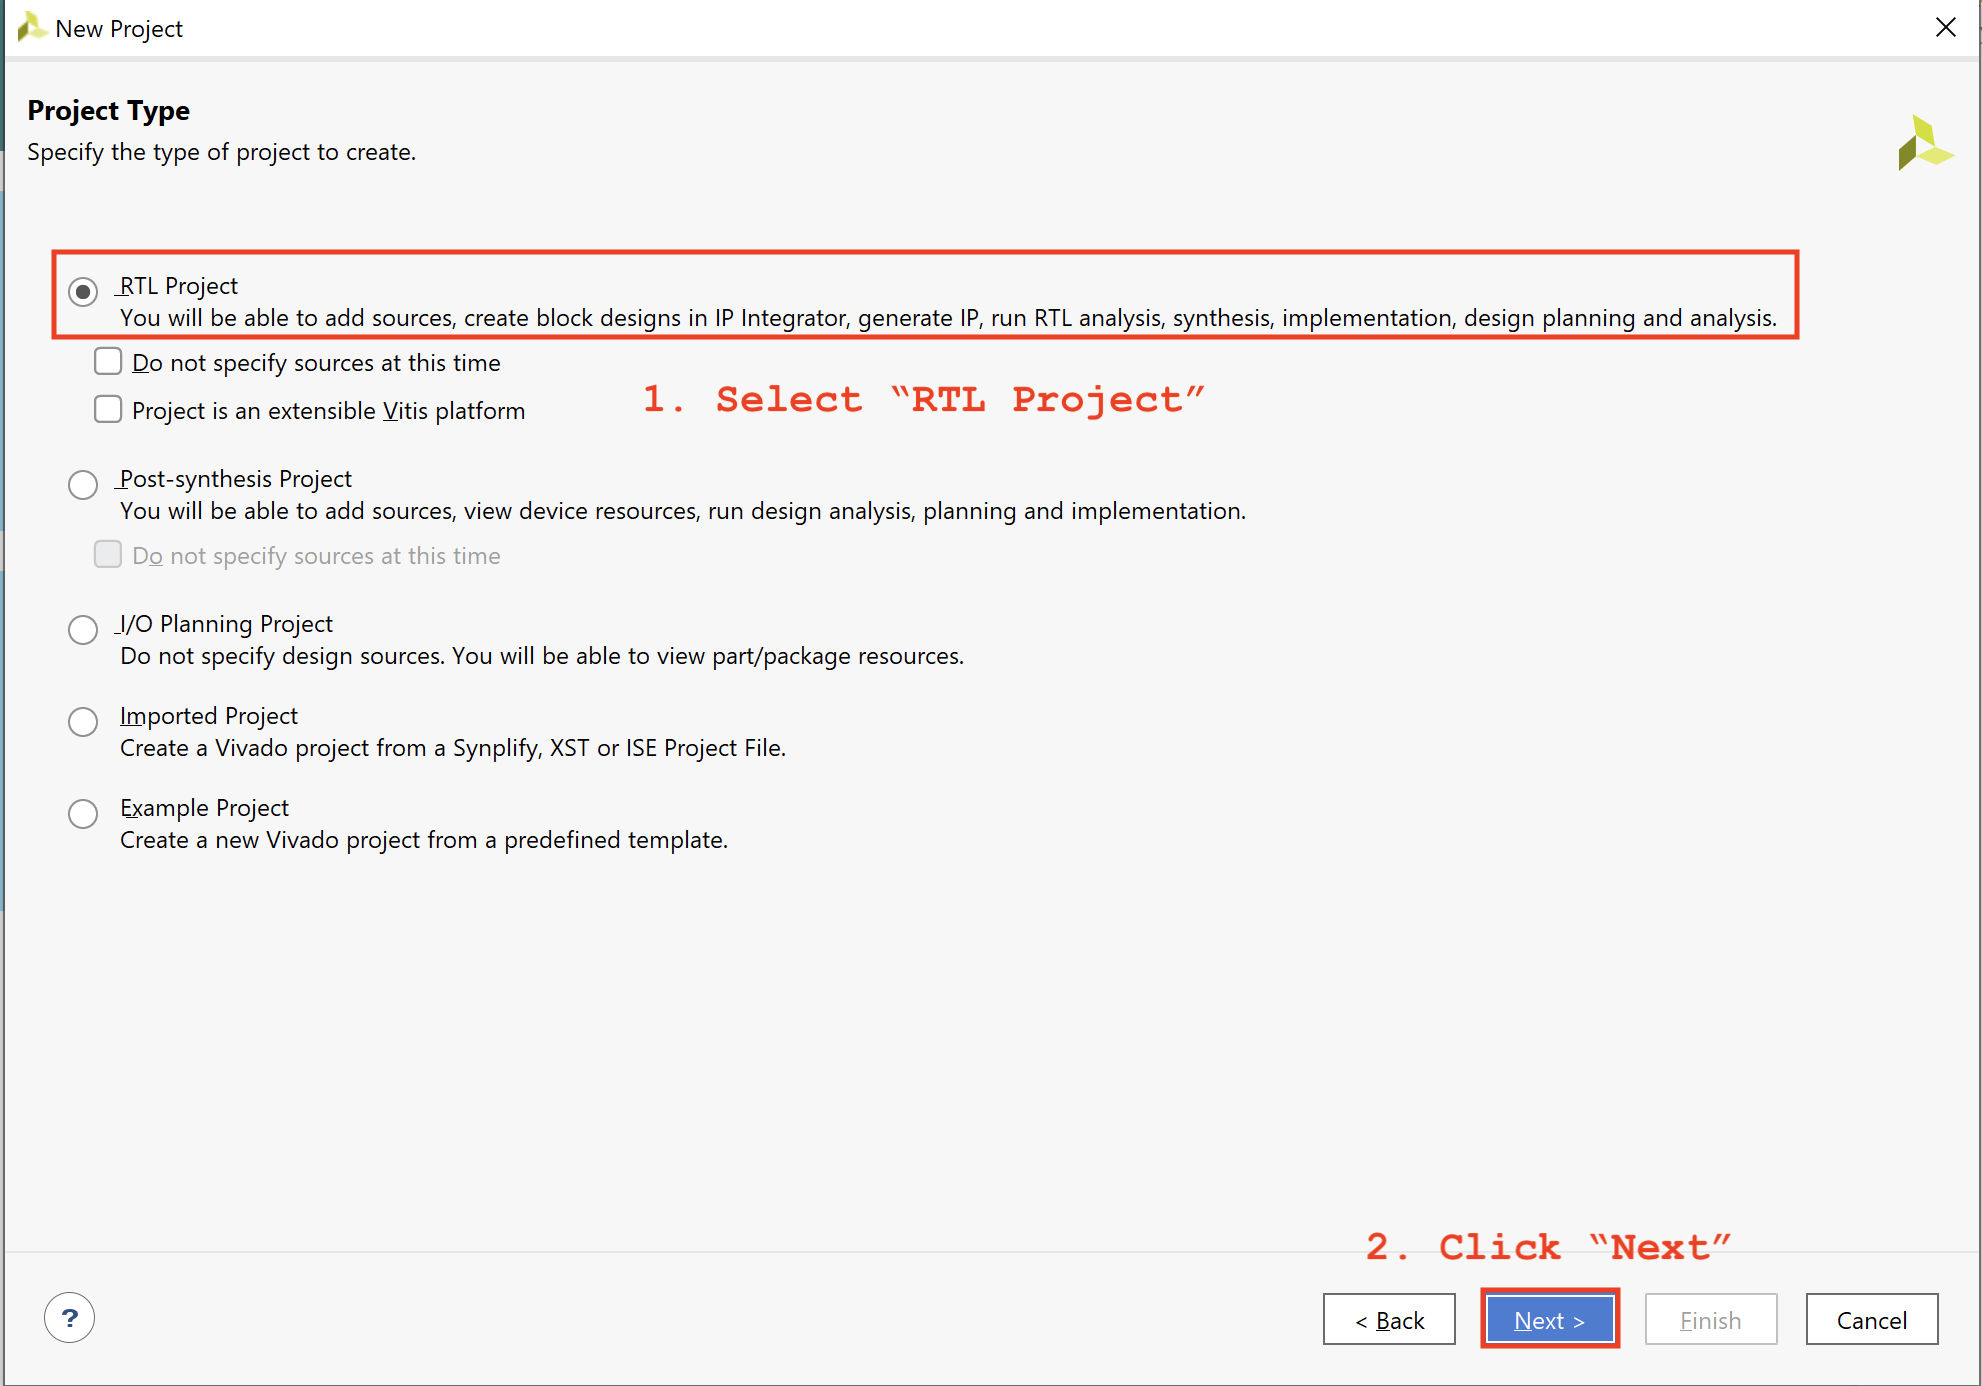 New Project
Project Type
Specify the type of project to create.
RTL Project
You will be able to add sources, create block designs in IP Integrator, generate IP, run RTL analysis, synthesis, implementation, design planning and analysis.
Do not specify sources at this time
1. Select “RTL Project”
Project is an extensible Vitis platform
Post-synthesis Project
You will be able to add sources, view device resources, run design analysis, planning and implementation.
Do not specify sources at this time
I/O Planning Project
Do not specify design sources. You will be able to view part/package resources.
Imported Project
Create a Vivado project from a Synplify, XST or ISE Project File.
Example Project
Create a new Vivado project from a predefined template.
2. Click “Next”
? < Back Next > Finish Cancel